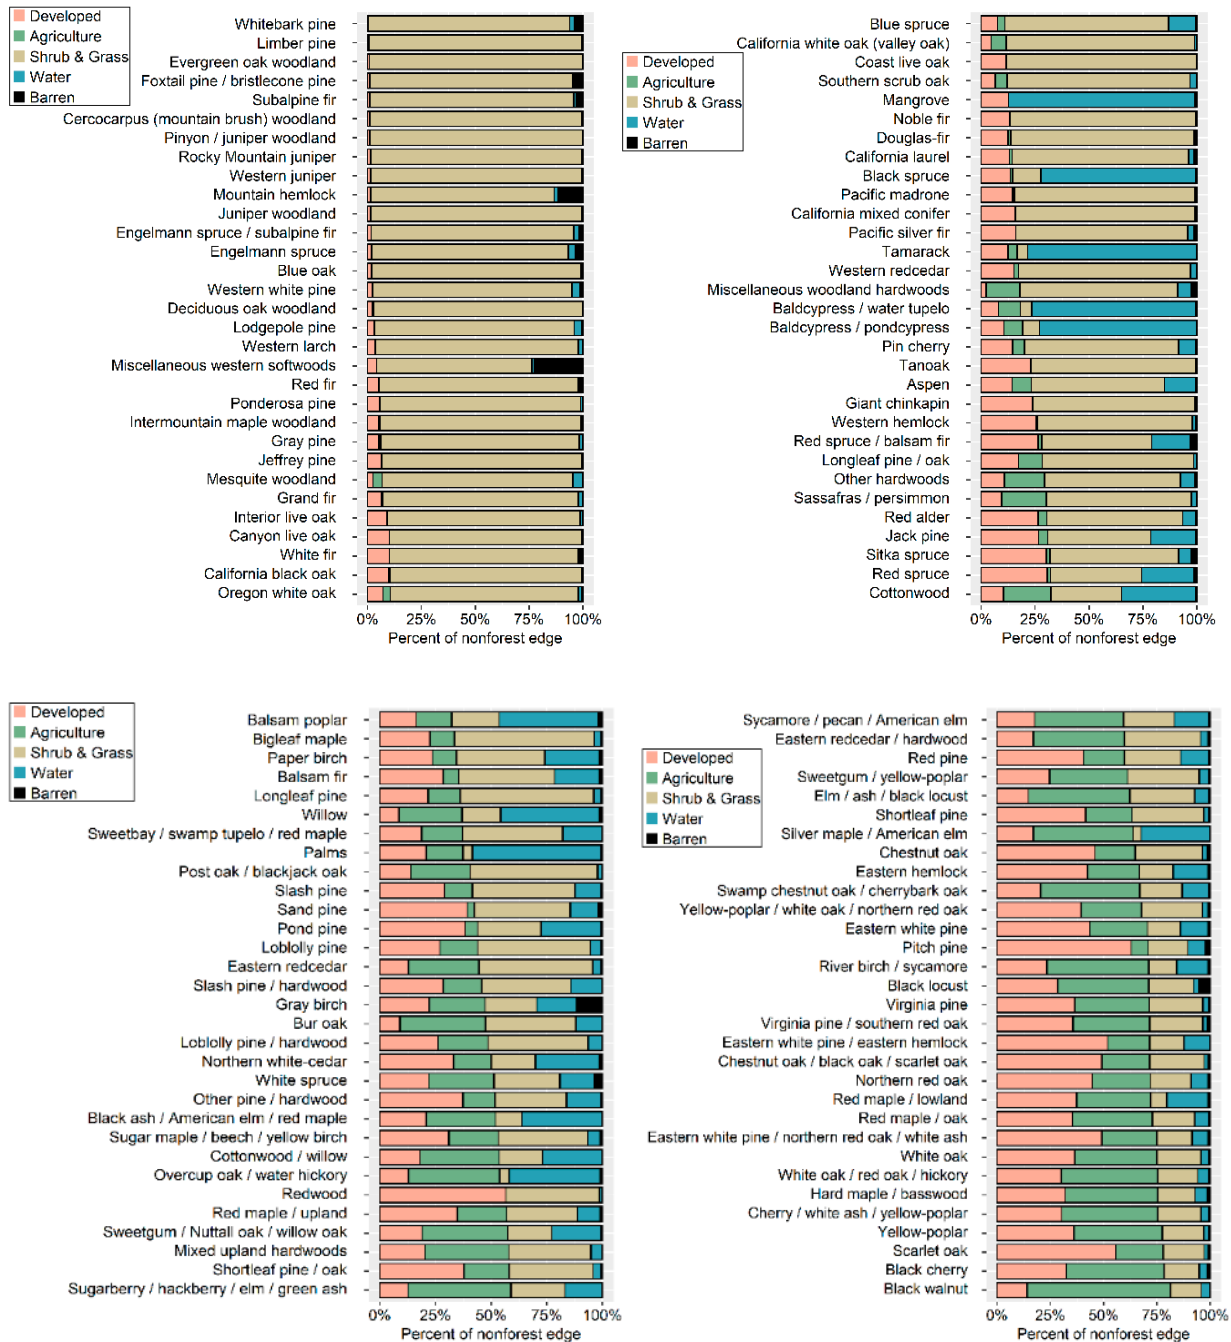 Developed
Agriculture
Shrub & Grass
Water
Barren
Whitebark pine
Limber pine
Evergreen oak woodland
Foxtail pine / bristlecone pine
Subalpine fir
Cercocarpus (mountain brush) woodland
Pinyon / juniper woodland
Rocky Mountain juniper
Western juniper
Mountain hemlock
Juniper woodland
Engelmann spruce / subalpine fir
Engelmann spruce
Blue oak
Western white pine
Deciduous oak woodland
Lodgepole pine
Western larch
Miscellaneous western softwoods
Red fir
Ponderosa pine
Intermountain maple woodland
Gray pine
Jeffrey pine
Mesquite woodland
Grand fir
Interior live oak
Canyon live oak
White fir
California black oak
Oregon white oak
0% 25% 50% 75% 100%
Percent of nonforest edge
Developed
Agriculture
Shrub & Grass
Water
Barren
Blue spruce
California white oak (valley oak)
Coast live oak
Southern scrub oak
Mangrove
Noble fir
Douglas-fir
California laurel
Black spruce
Pacific madrone
California mixed conifer
Pacific silver fir
Tamarack
Western redcedar
Miscellaneous woodland hardwoods
Baldcypress / water tupelo
Baldcypress / pondcypress
Pin cherry
Tanoak
Aspen
Giant chinkapin
Western hemlock
Red spruce / balsam fir
Longleaf pine / oak
Other hardwoods
Sassafras / persimmon
Red alder
Jack pine
Sitka spruce
Red spruce
Cottonwood
0% 25% 50% 75% 100%
Percent of nonforest edge
Developed
Agriculture
Shrub & Grass
Water
Barren
Balsam poplar
Bigleaf maple
Paper birch
Balsam fir
Longleaf pine
Willow
Sweetbay / swamp tupelo / red maple
Palms
Post oak / blackjack oak
Slash pine
Sand pine
Pond pine
Loblolly pine
Eastern redcedar
Slash pine / hardwood
Gray birch
Bur oak
Loblolly pine / hardwood
Northern white-cedar
White spruce
Other pine / hardwood
Black ash / American elm / red maple
Sugar maple / beech / yellow birch
Cottonwood / willow
Overcup oak / water hickory
Redwood
Red maple / upland
Sweetgum / Nuttall oak / willow oak
Mixed upland hardwoods
Shortleaf pine / oak
Sugarberry / hackberry / elm / green ash
0% 25% 50% 75% 100%
Percent of nonforest edge
Developed
Agriculture
Shrub & Grass
Water
Barren
Sycamore / pecan / American elm
Eastern redcedar / hardwood
Red pine
Sweetgum / yellow-poplar
Elm / ash / black locust
Shortleaf pine
Silver maple / American elm
Chestnut oak
Eastern hemlock
Swamp chestnut oak / cherrybark oak
Yellow-poplar / white oak / northern red oak
Eastern white pine
Pitch pine
River birch / sycamore
Black locust
Virginia pine
Virginia pine / southern red oak
Eastern white pine / eastern hemlock
Chestnut oak / black oak / scarlet oak
Northern red oak
Red maple / lowland
Red maple / oak
Eastern white pine / northern red oak / white ash
White oak
White oak / red oak / hickory
Hard maple / basswood
Cherry / white ash / yellow-poplar
Yellow-poplar
Scarlet oak
Black cherry
Black walnut
0% 25% 50% 75% 100%
Percent of nonforest edge